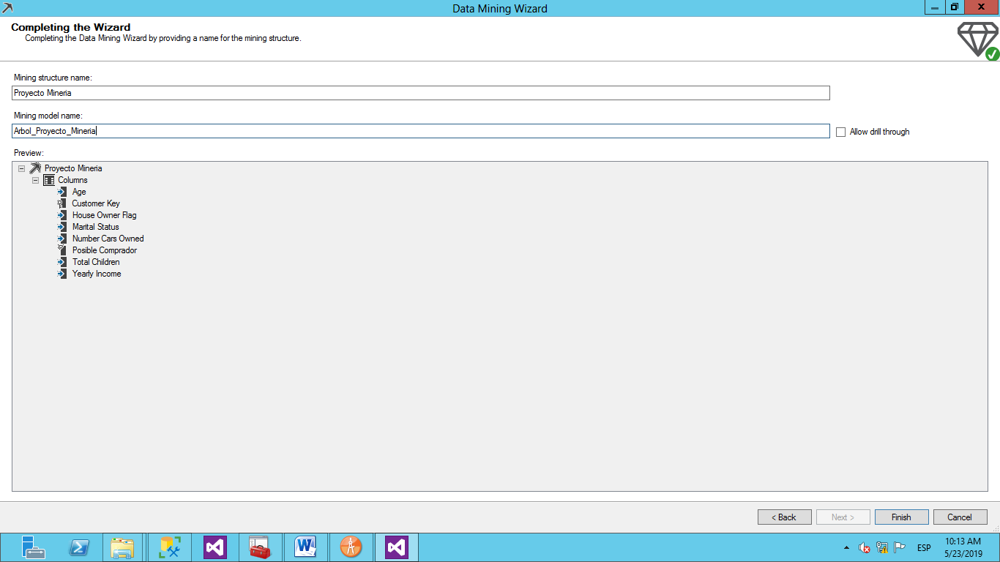 Data Mining Wizard
Completing the Wizard
Completing the Data Mining Wizard by providing a name for the mining structure.
Mining structure name:
Proyecto Mineria
Mining model name:
Arbol_Proyecto_Mineria
Allow drill through
Preview:
Proyecto Mineria
Columns
Age
Customer Key
House Owner Flag
Marital Status
Number Cars Owned
Posible Comprador
Total Children
Yearly Income
< Back
Next >
Finish
Cancel
ESP
10:13 AM
5/23/2019